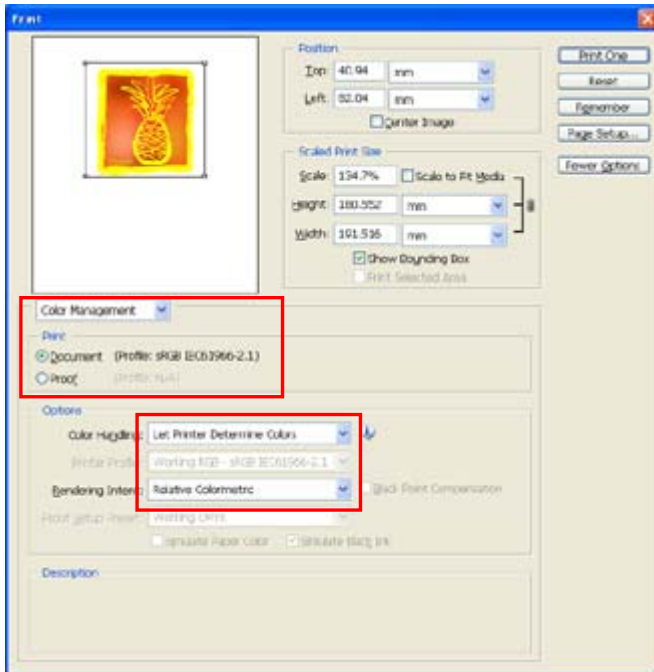 Print
Position
Top: 40.94 mm
Left: 52.04 mm
Center Image
Scaled Print Size
Scale: 134.7% Scale to Fit Media
Height: 180.552 mm
Width: 191.516 mm
Show Bounding Box
Print Selected Area
Print One
Reset
Remember
Page Setup...
Fewer Options
Color Management
Print
Document (Profile: sRGB IEC61966-2.1)
Proof (Profile: N/A)
Options
Color Handling: Let Printer Determine Colors
Printer Profile: Working RGB - sRGB IEC61966-2.1
Rendering Intent: Relative Colorimetric Black Point Compensation
Proof Setup Preset: Working CMYK
Simulate Paper Color Simulate Black Ink
Description